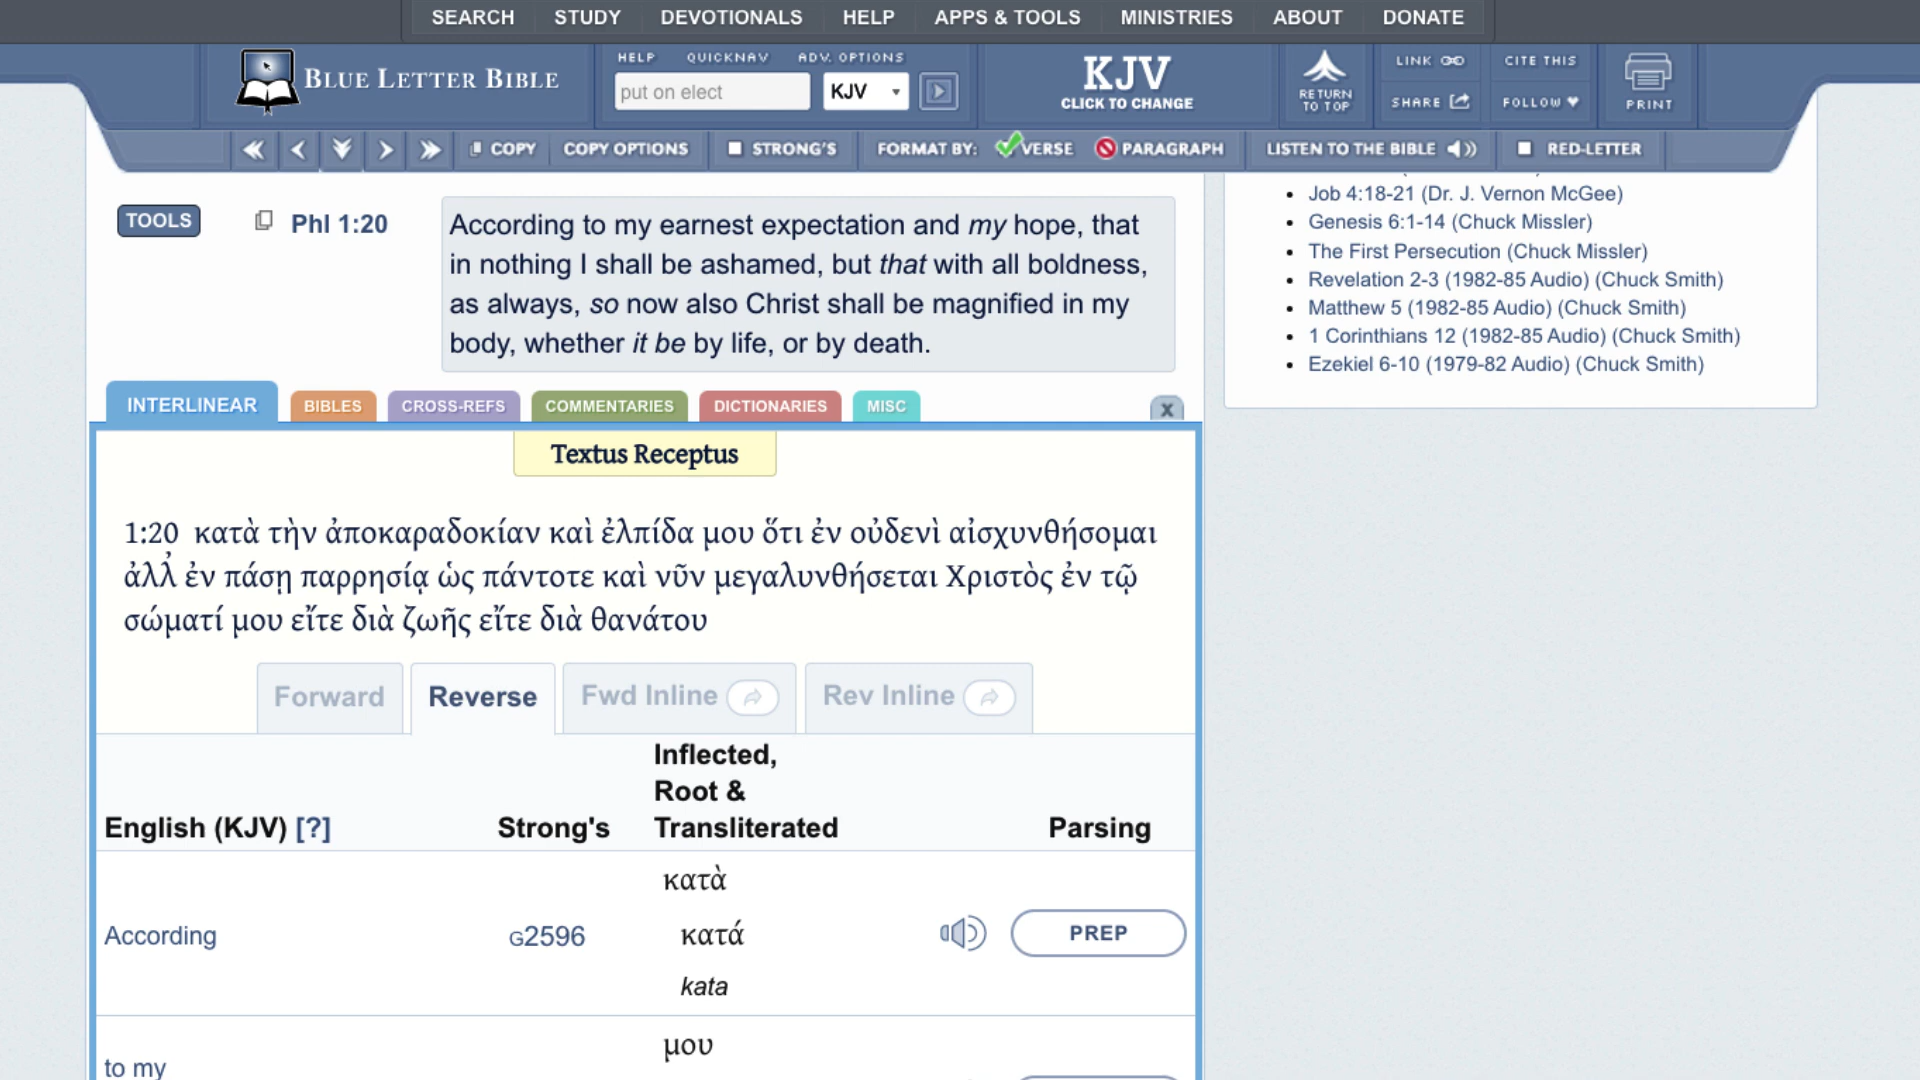 SEARCH STUDY DEVOTIONALS HELP APPS & TOOLS MINISTRIES ABOUT DONATE
BLUE LETTER BIBLE
HELP QUICKNAV ADV. OPTIONS
put on elect KJV
KJV
CLICK TO CHANGE
RETURN
TO TOP
LINK CITE THIS
SHARE FOLLOW
PRINT
COPY COPY OPTIONS STRONG'S FORMAT BY: VERSE PARAGRAPH LISTEN TO THE BIBLE RED-LETTER
TOOLS Phl 1:20
According to my earnest expectation and my hope, that
in nothing I shall be ashamed, but that with all boldness,
as always, so now also Christ shall be magnified in my
body, whether it be by life, or by death.
• Job 4:18-21 (Dr. J. Vernon McGee)
• Genesis 6:1-14 (Chuck Missler)
• The First Persecution (Chuck Missler)
• Revelation 2-3 (1982-85 Audio) (Chuck Smith)
• Matthew 5 (1982-85 Audio) (Chuck Smith)
• 1 Corinthians 12 (1982-85 Audio) (Chuck Smith)
• Ezekiel 6-10 (1979-82 Audio) (Chuck Smith)
INTERLINEAR BIBLES CROSS-REFS COMMENTARIES DICTIONARIES MISC X
Textus Receptus
1:20 κατὰ τὴν ἀποκαραδοκίαν καὶ ἐλπίδα μου ὅτι ἐν οὐδενὶ αἰσχυνθήσομαι
ἀλλ̓ ἐν πάσῃ παρρησίᾳ ὡς πάντοτε καὶ νῦν μεγαλυνθήσεται Χριστὸς ἐν τῷ
σώματί μου εἴτε διὰ ζωῆς εἴτε διὰ θανάτου
Forward Reverse Fwd Inline Rev Inline
English (KJV) [?] Strong's Inflected,
Root &
Transliterated Parsing
κατὰ
According G2596 κατά PREP
kata
μου
to my